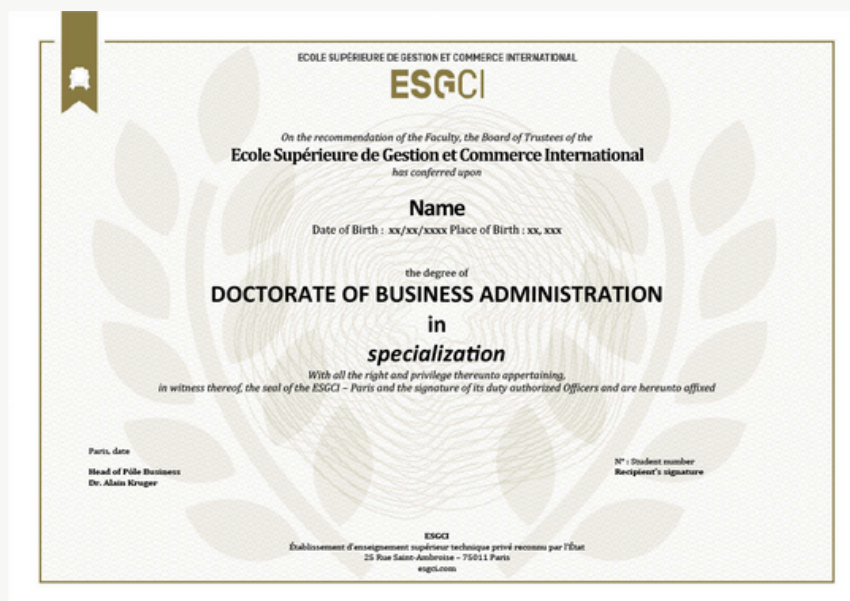 ECOLE SUPÉRIEURE DE GESTION ET COMMERCE INTERNATIONAL
ESGCI
On the recommendation of the Faculty, the Board of Trustees of the
Ecole Supérieure de Gestion et Commerce International
has conferred upon
Name
Date of Birth : xx/xx/xxxx Place of Birth : xx, xxx
the degree of
DOCTORATE OF BUSINESS ADMINISTRATION
in
specialization
With all the right and privilege thereunto appertaining,
in witness thereof, the seal of the ESGCI – Paris and the signature of its duty authorized Officers and are hereunto affixed
Paris, date
Head of Pôle Business
Dr. Alain Kruger
N° : Student number
Recipient's signature
ESGCI
Établissement d'enseignement supérieur technique privé reconnu par l'État
25 Rue Saint-Ambroise – 75011 Paris
esgci.com